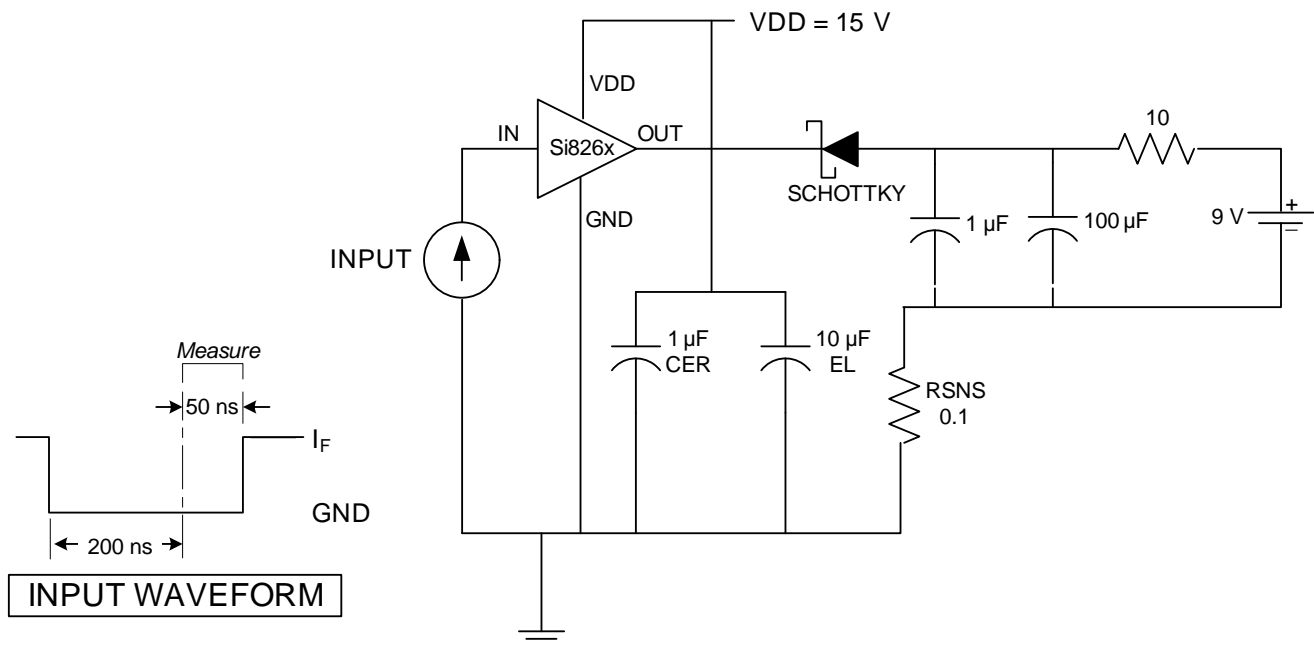 VDD = 15 V
VDD
10
IN
OUT
Si826x
SCHOTTKY
GND
1 µF
100 µF
9 V
+
–
INPUT
1 µF
CER
10 µF
EL
Measure
50 ns
RSNS
0.1
IF
GND
200 ns
INPUT WAVEFORM